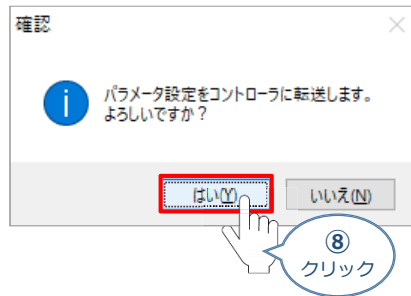 確認
パラメータ設定をコントローラに転送します。
よろしいですか？
はい(Y)
いいえ(N)
⑧
クリック